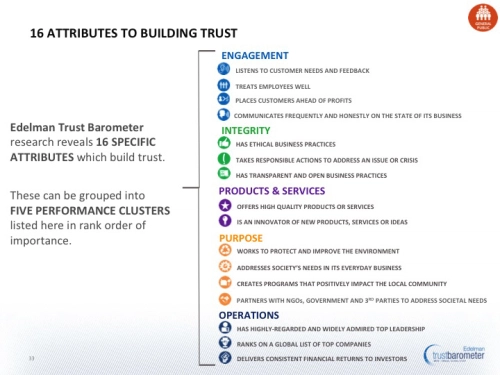 GENERAL
PUBLIC
16 ATTRIBUTES TO BUILDING TRUST
Edelman Trust Barometer
research reveals 16 SPECIFIC
ATTRIBUTES which build trust.
These can be grouped into
FIVE PERFORMANCE CLUSTERS
listed here in rank order of
importance.
ENGAGEMENT
LISTENS TO CUSTOMER NEEDS AND FEEDBACK
TREATS EMPLOYEES WELL
PLACES CUSTOMERS AHEAD OF PROFITS
COMMUNICATES FREQUENTLY AND HONESTLY ON THE STATE OF ITS BUSINESS
INTEGRITY
HAS ETHICAL BUSINESS PRACTICES
TAKES RESPONSIBLE ACTIONS TO ADDRESS AN ISSUE OR CRISIS
HAS TRANSPARENT AND OPEN BUSINESS PRACTICES
PRODUCTS & SERVICES
OFFERS HIGH QUALITY PRODUCTS OR SERVICES
IS AN INNOVATOR OF NEW PRODUCTS, SERVICES OR IDEAS
PURPOSE
WORKS TO PROTECT AND IMPROVE THE ENVIRONMENT
ADDRESSES SOCIETY'S NEEDS IN ITS EVERYDAY BUSINESS
CREATES PROGRAMS THAT POSITIVELY IMPACT THE LOCAL COMMUNITY
PARTNERS WITH NGOs, GOVERNMENT AND 3RD PARTIES TO ADDRESS SOCIETAL NEEDS
OPERATIONS
HAS HIGHLY-REGARDED AND WIDELY ADMIRED TOP LEADERSHIP
RANKS ON A GLOBAL LIST OF TOP COMPANIES
DELIVERS CONSISTENT FINANCIAL RETURNS TO INVESTORS
Edelman
trustbarometer